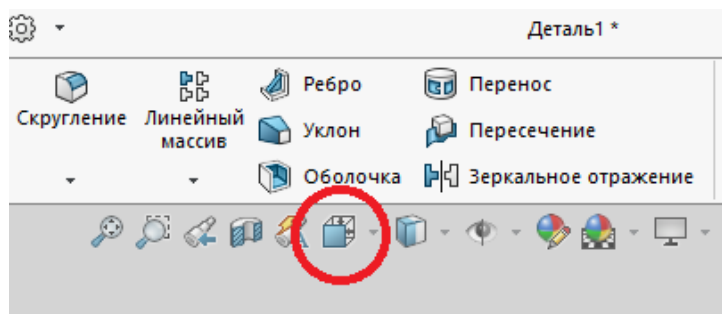 Деталь1 *
Скругление
Линейный
массив
Ребро
Уклон
Оболочка
Перенос
Пересечение
Зеркальное отражение